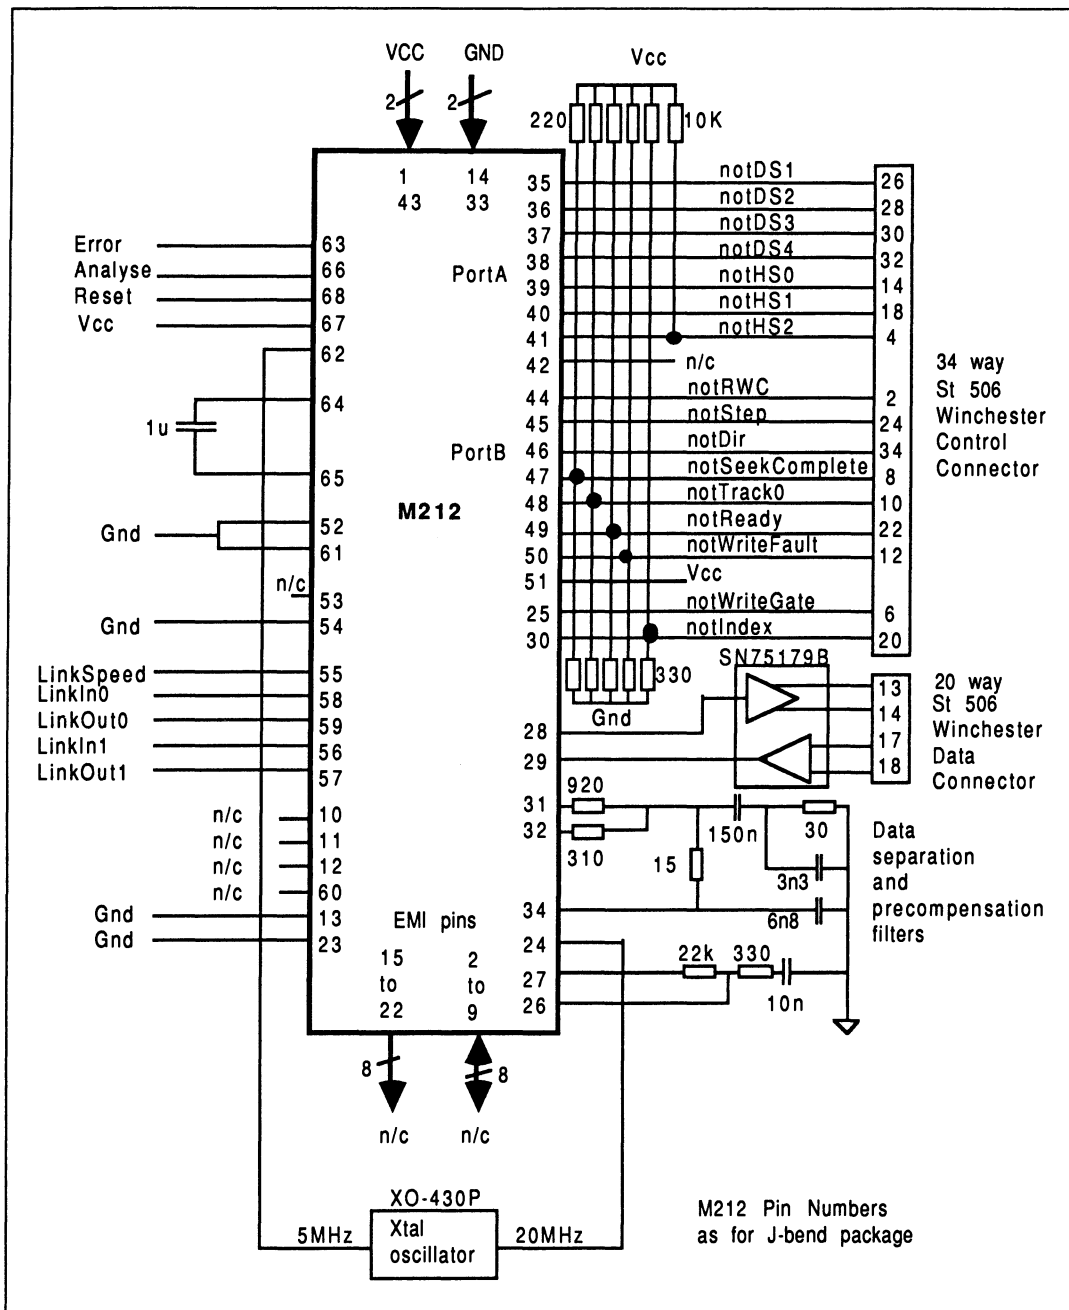 VCC GND Vcc
2 2
220 10K
1 14
43 33
35 notDS1 26
36 notDS2 28
37 notDS3 30
38 notDS4 32
PortA
39 notHS0 14
40 notHS1 18
41 notHS2 4
42 n/c
44 notRWC 2
45 notStep 24
46 notDir 34
PortB
47 notSeekComplete 8
48 notTrack0 10
49 notReady 22
50 notWriteFault 12
51 Vcc
25 notWriteGate 6
30 notIndex 20
34 way
St 506
Winchester
Control
Connector
Error 63
Analyse 66
Reset 68
Vcc 67
62
64
1u
65
M212
Gnd 52
61
n/c 53
Gnd 54
LinkSpeed 55
LinkIn0 58
LinkOut0 59
LinkIn1 56
LinkOut1 57
n/c 10
n/c 11
n/c 12
n/c 60
Gnd 13
Gnd 23
330
Gnd
SN75179B
28 13
14
29 17
18
20 way
St 506
Winchester
Data
Connector
31 920
32 310
150n 30
15
3n3
34 6n8
Data
separation
and
precompensation
filters
24
27 22k 330
26 10n
EMI pins
15 2
to to
22 9
8 8
n/c n/c
XO-430P
5MHz Xtal 20MHz
oscillator
M212 Pin Numbers
as for J-bend package